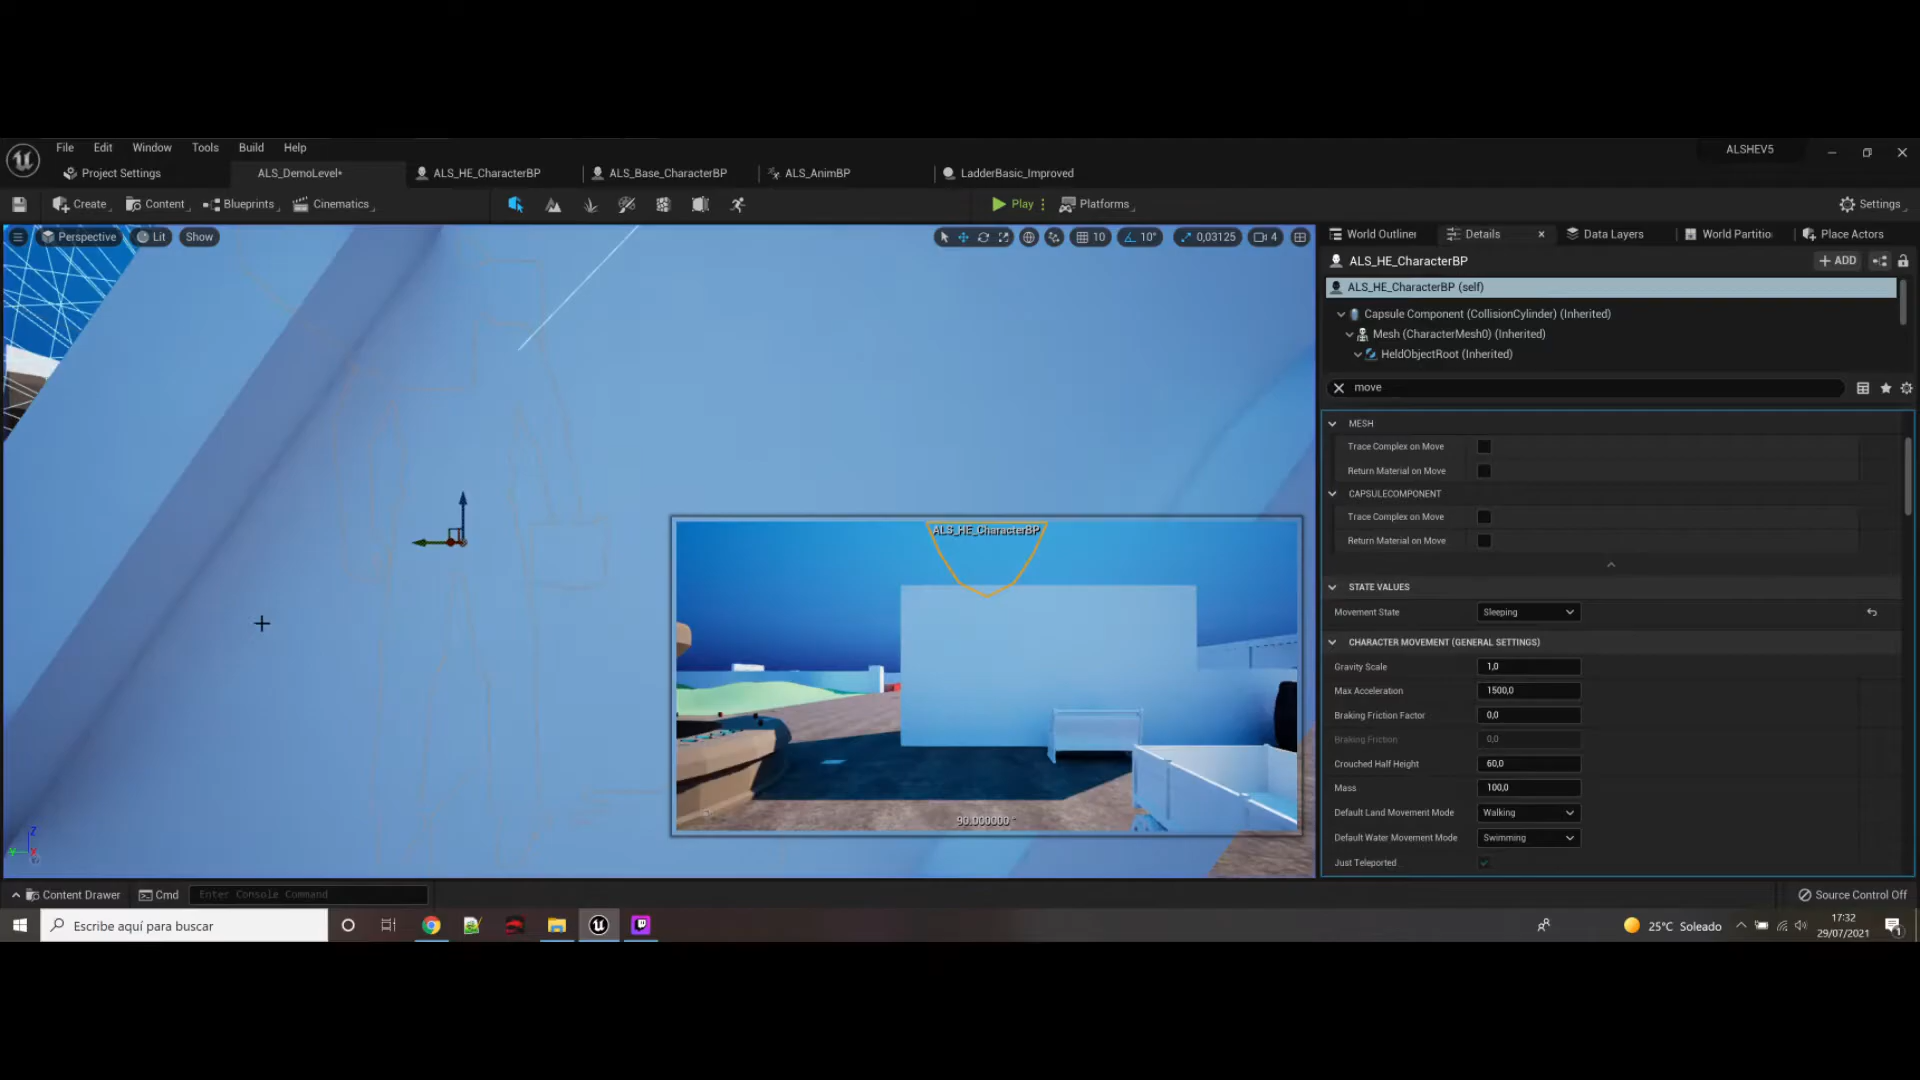 File Edit Window Tools Build Help
ALSHEV5
Project Settings ALS_DemoLevel* ALS_HE_CharacterBP ALS_Base_CharacterBP ALS_AnimBP LadderBasic_Improved
Create Content Blueprints Cinematics Play Platforms Settings
Perspective Lit Show 10 10° 0,03125 4
World Outliner Details Data Layers World Partitio Place Actors
ALS_HE_CharacterBP + ADD
ALS_HE_CharacterBP (self)
Capsule Component (CollisionCylinder) (Inherited)
Mesh (CharacterMesh0) (Inherited)
HeldObjectRoot (Inherited)
move
MESH
Trace Complex on Move
Return Material on Move
CAPSULECOMPONENT
Trace Complex on Move
Return Material on Move
STATE VALUES
Movement State Sleeping
CHARACTER MOVEMENT (GENERAL SETTINGS)
Gravity Scale 1,0
Max Acceleration 1500,0
Braking Friction Factor 0,0
Braking Friction 0,0
Crouched Half Height 60,0
Mass 100,0
Default Land Movement Mode Walking
Default Water Movement Mode Swimming
Just Teleported
ALS_HE_CharacterBP
90.000000 °
Z
Y X
Content Drawer Cmd Enter Console Command Source Control Off
Escribe aquí para buscar 25°C Soleado 17:32
29/07/2021 1